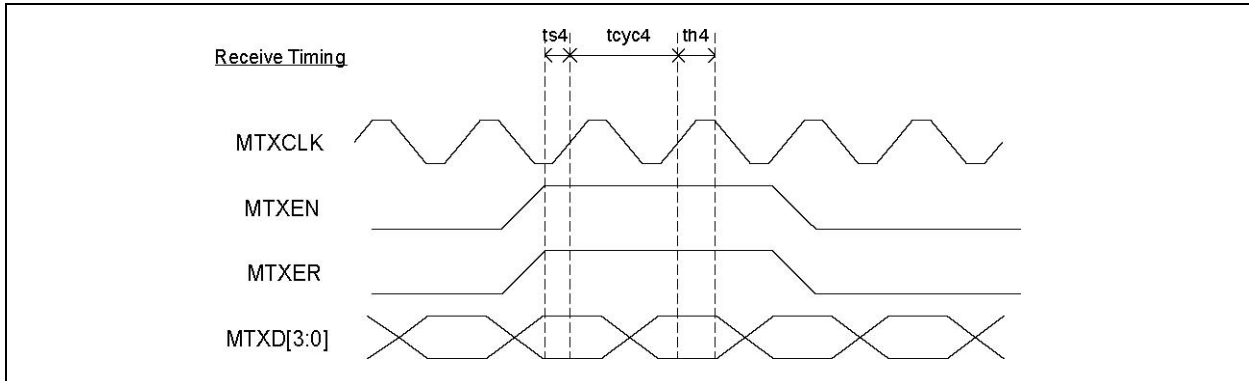 ts4 tcyc4 th4
Receive Timing
MTXCLK
MTXEN
MTXER
MTXD[3:0]